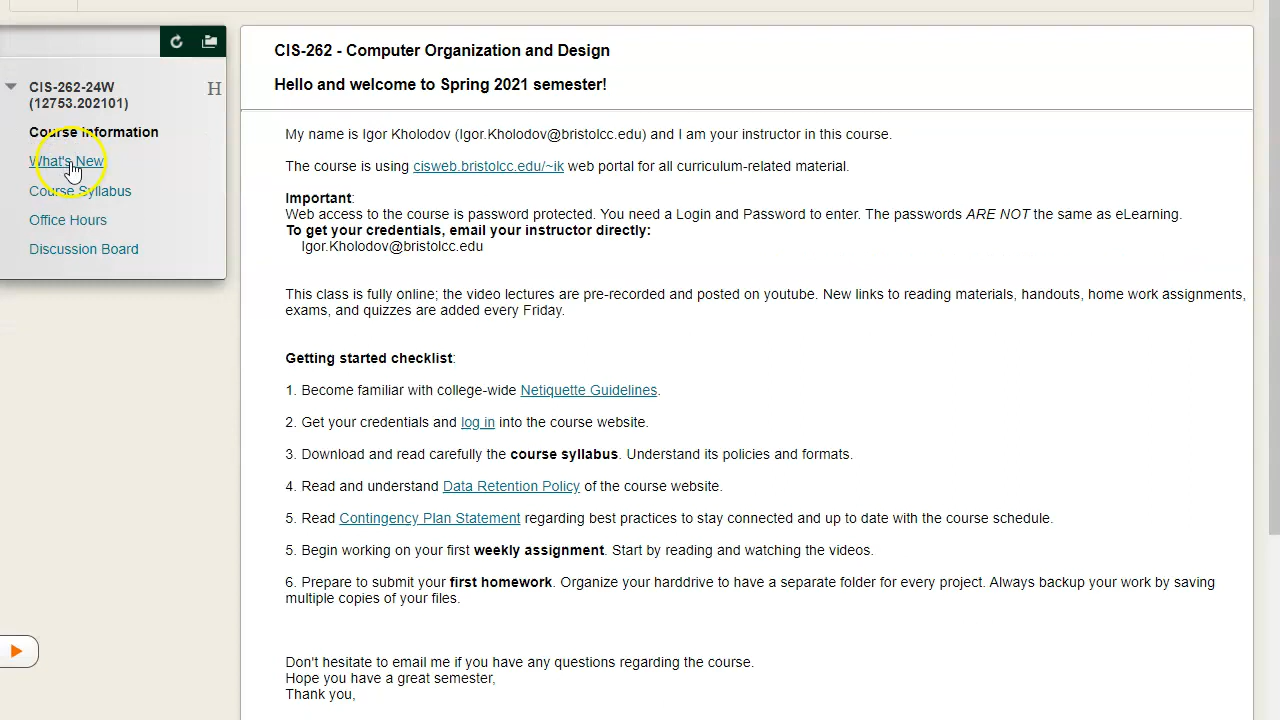 CIS-262-24W
(12753.202101)
H
Course Information
What's New
Course Syllabus
Office Hours
Discussion Board
CIS-262 - Computer Organization and Design
Hello and welcome to Spring 2021 semester!
My name is Igor Kholodov (Igor.Kholodov@bristolcc.edu) and I am your instructor in this course.
The course is using cisweb.bristolcc.edu/~ik web portal for all curriculum-related material.
Important:
Web access to the course is password protected. You need a Login and Password to enter. The passwords ARE NOT the same as eLearning.
To get your credentials, email your instructor directly:
Igor.Kholodov@bristolcc.edu
This class is fully online; the video lectures are pre-recorded and posted on youtube. New links to reading materials, handouts, home work assignments,
exams, and quizzes are added every Friday.
Getting started checklist:
1. Become familiar with college-wide Netiquette Guidelines.
2. Get your credentials and log in into the course website.
3. Download and read carefully the course syllabus. Understand its policies and formats.
4. Read and understand Data Retention Policy of the course website.
5. Read Contingency Plan Statement regarding best practices to stay connected and up to date with the course schedule.
5. Begin working on your first weekly assignment. Start by reading and watching the videos.
6. Prepare to submit your first homework. Organize your harddrive to have a separate folder for every project. Always backup your work by saving
multiple copies of your files.
Don't hesitate to email me if you have any questions regarding the course.
Hope you have a great semester,
Thank you,